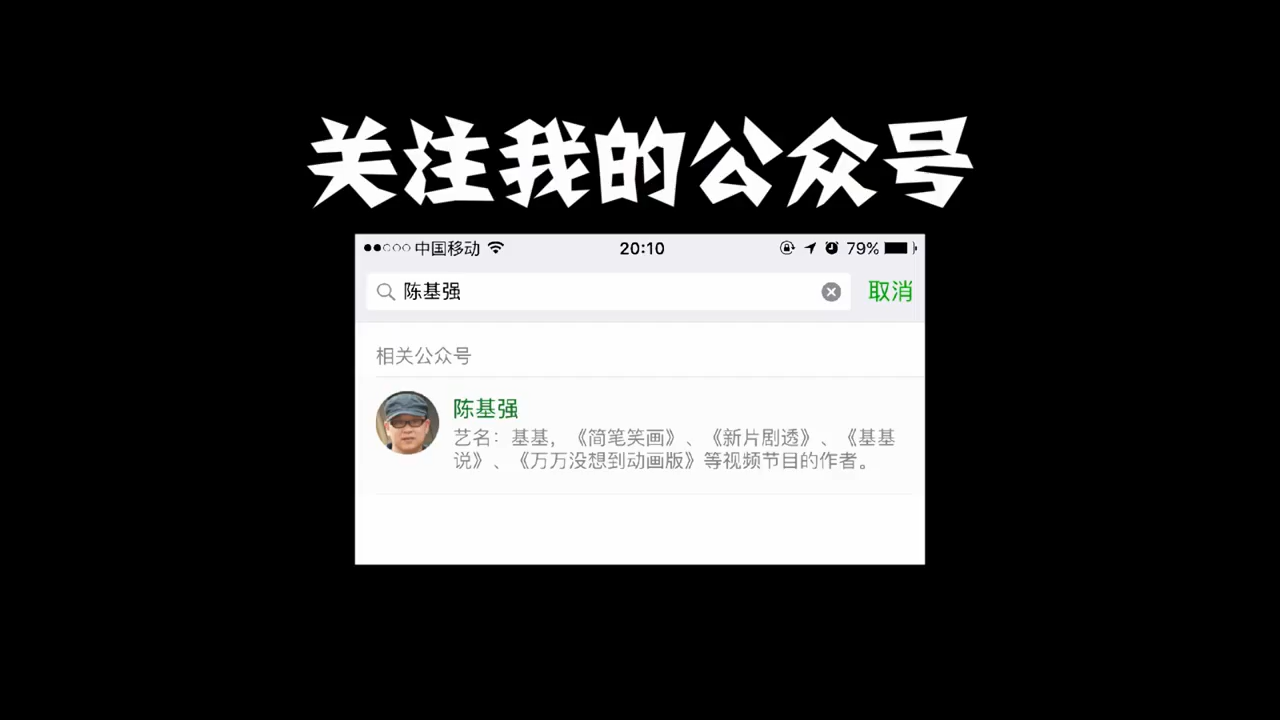 关注我的公众号
中国移动 20:10 79%
陈基强 取消
相关公众号
陈基强
艺名：基基，《简笔笑画》、《新片剧透》、《基基
说》、《万万没想到动画版》等视频节目的作者。